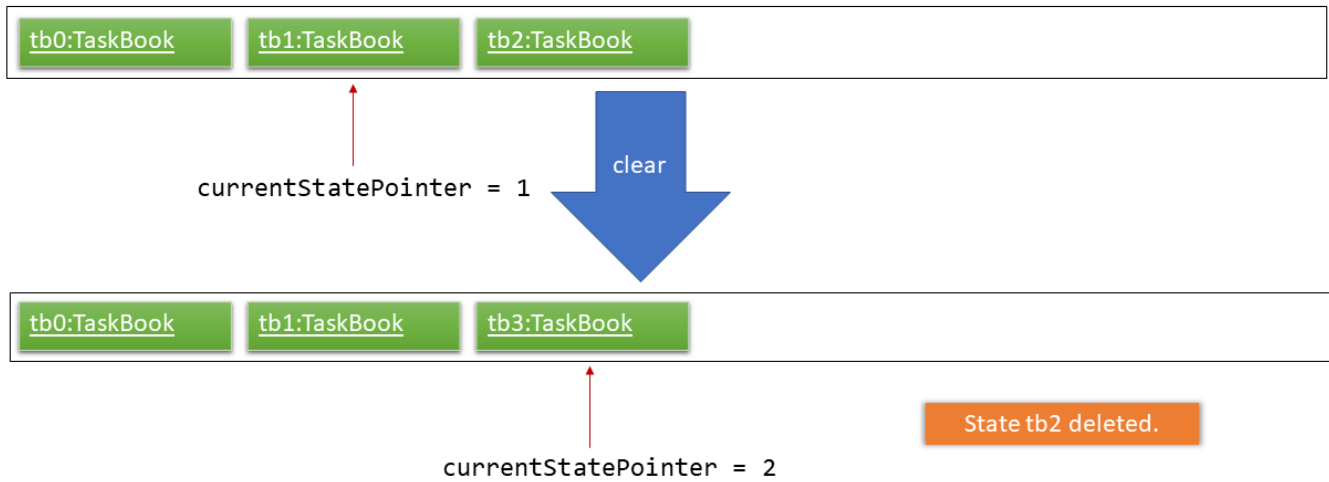 tb0:TaskBook
tb1:TaskBook
tb2:TaskBook
clear
currentStatePointer = 1
tb0:TaskBook
tb1:TaskBook
tb3:TaskBook
State tb2 deleted.
currentStatePointer = 2